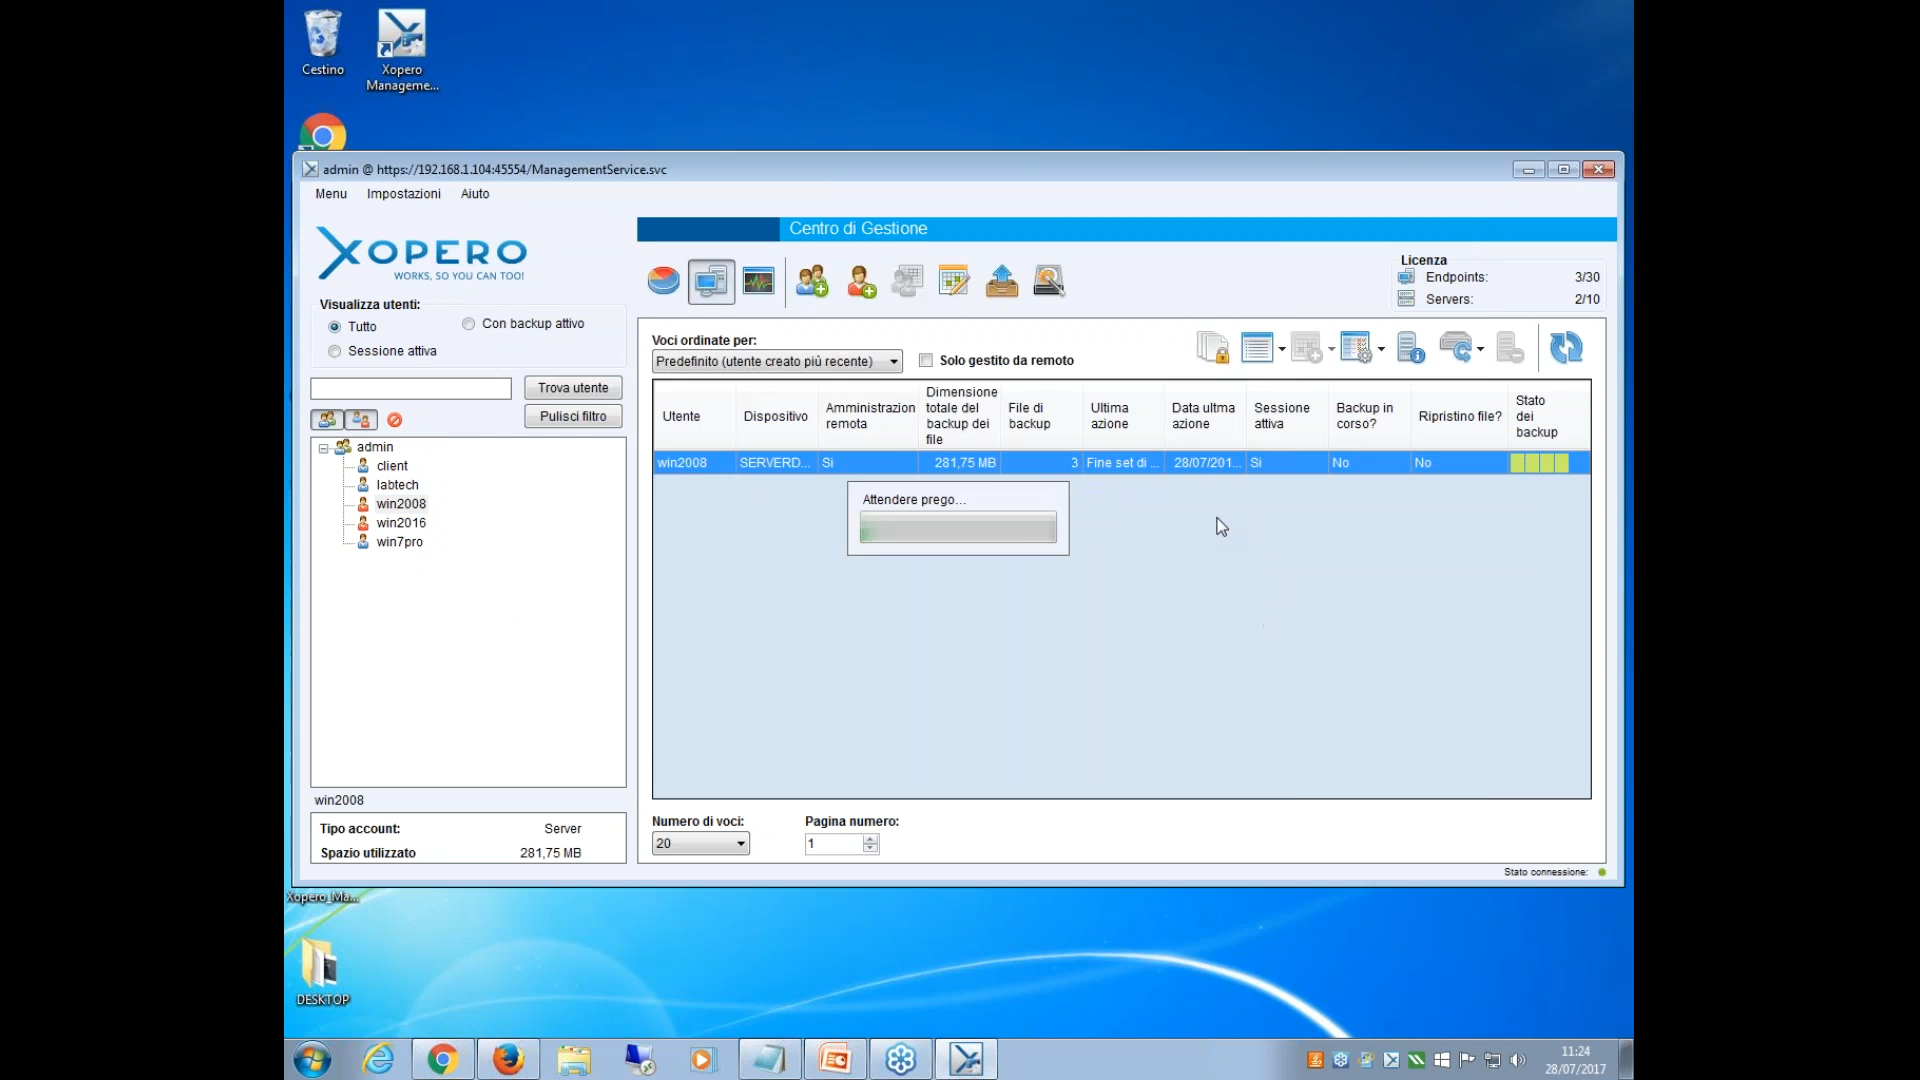 Cestino
Xopero
Manageme...
admin @ https://192.168.1.104:45554/ManagementService.svc
Menu Impostazioni Aiuto
XOPERO
WORKS, SO YOU CAN TOO!
Centro di Gestione
Licenza
Endpoints: 3/30
Servers: 2/10
Visualizza utenti:
Tutto
Con backup attivo
Sessione attiva
Trova utente
Pulisci filtro
admin
client
labtech
win2008
win2016
win7pro
win2008
Tipo account: Server
Spazio utilizzato 281,75 MB
Voci ordinate per:
Predefinito (utente creato più recente)
Solo gestito da remoto
Utente
Dispositivo
Amministrazion
remota
Dimensione
totale del
backup dei
file
File di
backup
Ultima
azione
Data ultma
azione
Sessione
attiva
Backup in
corso?
Ripristino file?
Stato
dei
backup
win2008 SERVERD... Si 281,75 MB 3 Fine set di ... 28/07/201... Si No No
Attendere prego...
Numero di voci:
20
Pagina numero:
1
Stato connessione:
Xopero_Ma...
DESKTOP
11:24
28/07/2017